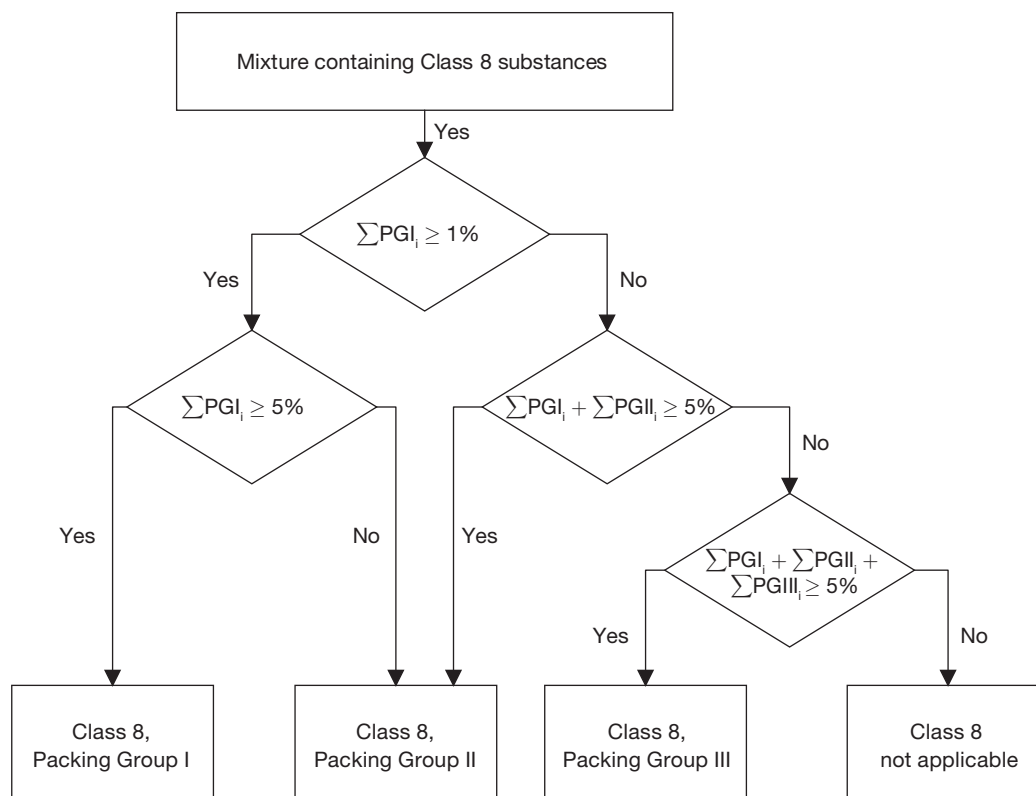 Mixture containing Class 8 substances
Yes
∑PGIᵢ ≥ 1%
Yes
No
∑PGIᵢ ≥ 5%
∑PGIᵢ + ∑PGIIᵢ ≥ 5%
No
Yes
No
Yes
∑PGIᵢ + ∑PGIIᵢ +
∑PGIIIᵢ ≥ 5%
Yes
No
Class 8,
Packing Group I
Class 8,
Packing Group II
Class 8,
Packing Group III
Class 8
not applicable